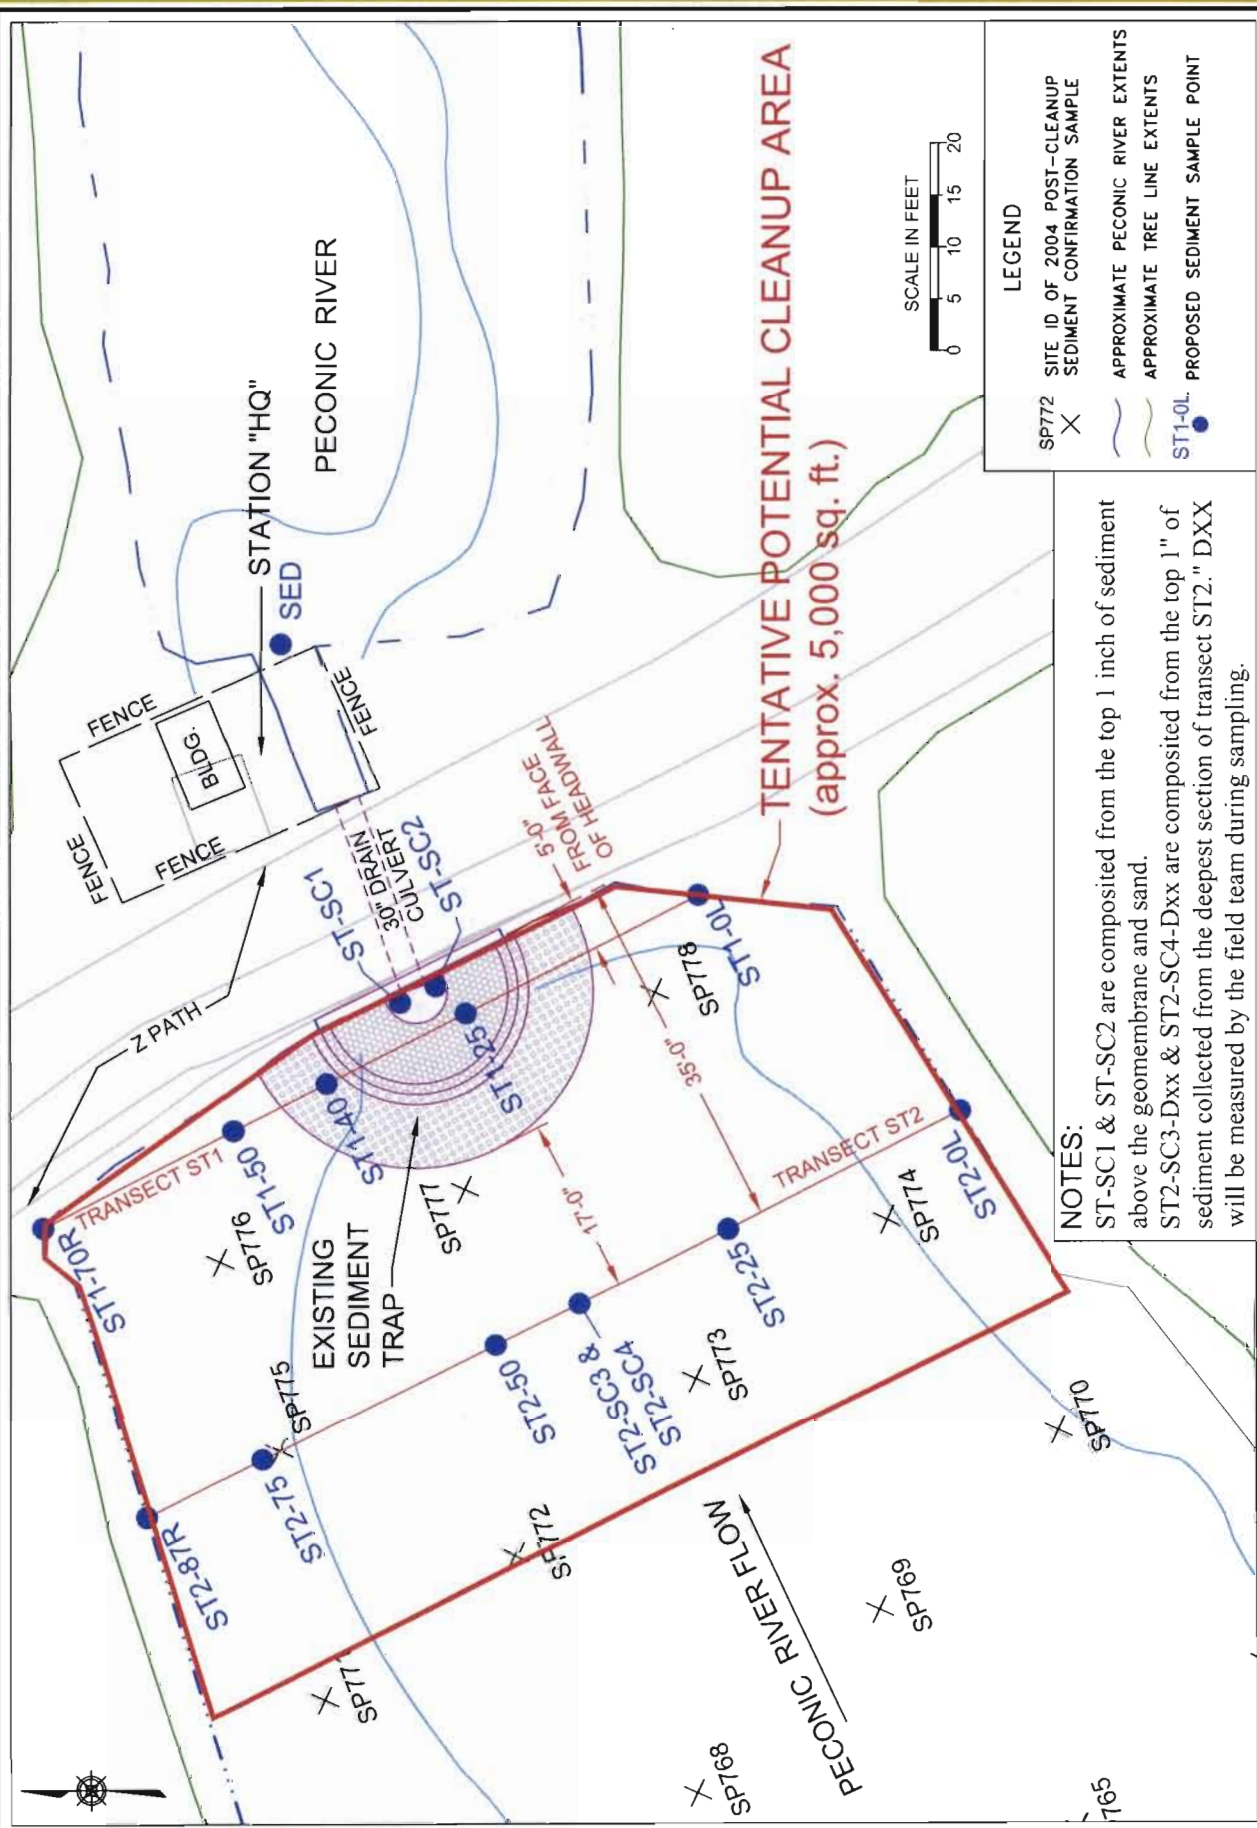 Z PATH
FENCE
FENCE
FENCE
BLDG.
FENCE
STATION "HQ"
SED
PECONIC RIVER
30" DRAIN
CULVERT
ST-SC1
ST-SC2
ST1-70R
TRANSECT ST1
ST1-50
ST1-40
ST1-25
ST1-0L
5'-0"
FROM FACE
OF HEADWALL
SP776
SP777
SP778
EXISTING
SEDIMENT
TRAP
17'-0"
35'-0"
ST2-87R
ST2-75
SP775
ST2-50
ST2-SC3 &
ST2-SC4
ST2-25
TRANSECT ST2
ST2-0L
SP774
SP773
SP772
SP771
SP770
SP769
SP768
765
PECONIC RIVER FLOW
TENTATIVE POTENTIAL CLEANUP AREA
(approx. 5,000 sq. ft.)
SCALE IN FEET
0 5 10 15 20
LEGEND
SP772 SITE ID OF 2004 POST-CLEANUP
SEDIMENT CONFIRMATION SAMPLE
APPROXIMATE PECONIC RIVER EXTENTS
APPROXIMATE TREE LINE EXTENTS
ST1-0L PROPOSED SEDIMENT SAMPLE POINT
NOTES:
ST-SC1 & ST-SC2 are composited from the top 1 inch of sediment
above the geomembrane and sand.
ST2-SC3-Dxx & ST2-SC4-Dxx are composited from the top 1" of
sediment collected from the deepest section of transect ST2." DXX
will be measured by the field team during sampling.